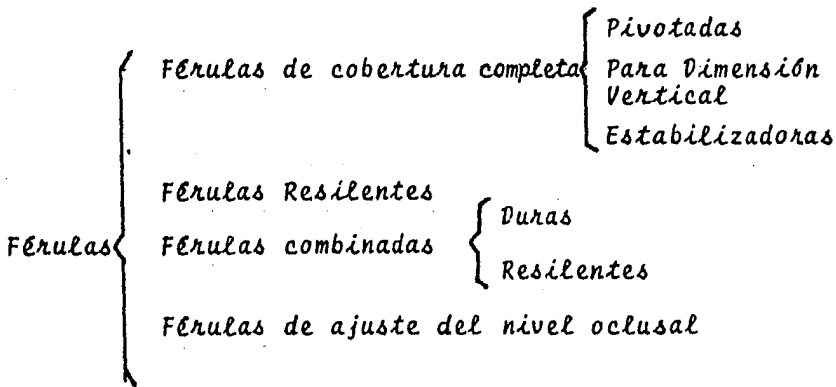 Pivotadas
Férulas de cobertura completa
Para Dimensión
Vertical
Estabilizadoras
Férulas Resilentes
Duras
Férulas
Férulas combinadas
Resilentes
Férulas de ajuste del nivel oclusal